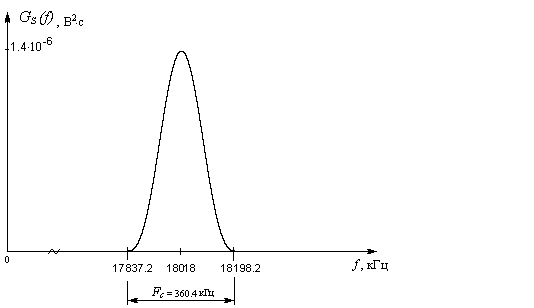 G_S(f), В²с
1.4·10⁻⁶
0
17837.2 18018 18198.2
f, кГц
F_C = 360.4 кГц